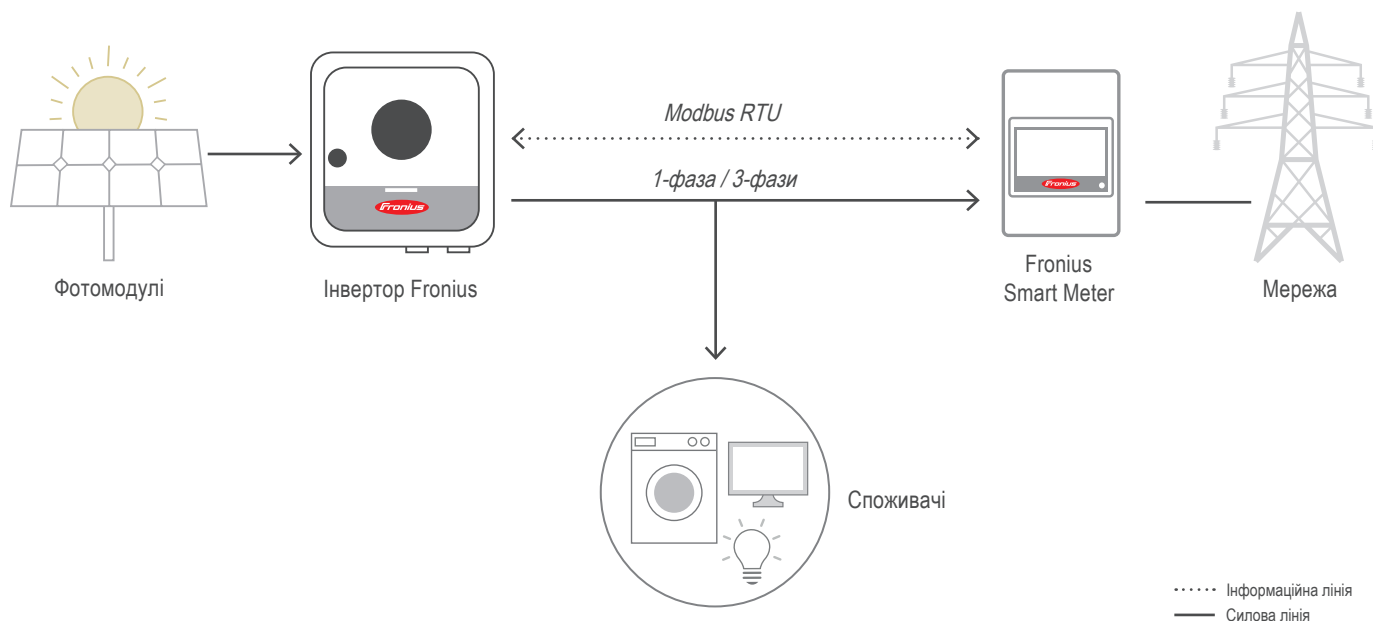 Modbus RTU
1-фаза / 3-фази
Fronius
Fronius
Фотомодулі
Інвертор Fronius
Fronius
Smart Meter
Мережа
Споживачі
Інформаційна лінія
Силова лінія